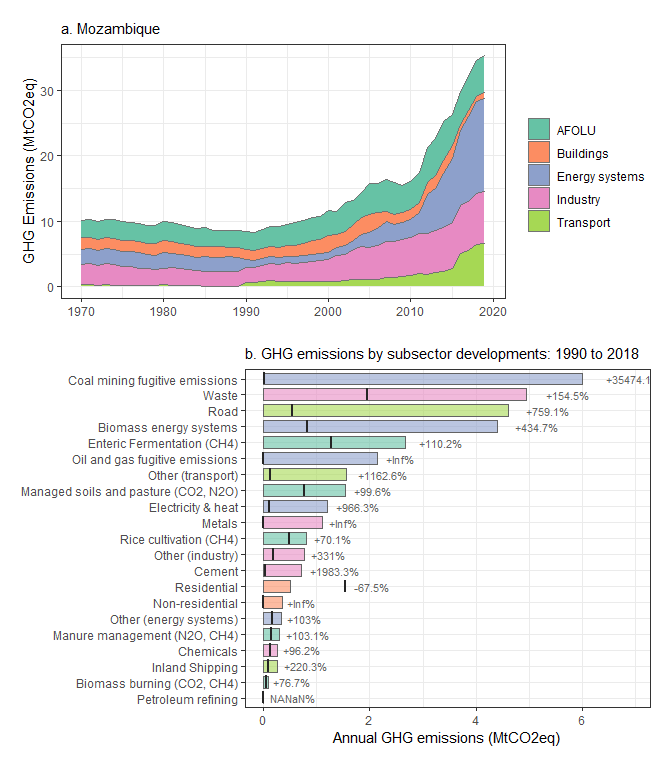 a. Mozambique
GHG Emissions (MtCO2eq)
30
20
10
0
1970
1980
1990
2000
2010
2020
AFOLU
Buildings
Energy systems
Industry
Transport
b. GHG emissions by subsector developments: 1990 to 2018
Coal mining fugitive emissions +35474.1
Waste +154.5%
Road +759.1%
Biomass energy systems +434.7%
Enteric Fermentation (CH4) +110.2%
Oil and gas fugitive emissions +Inf%
Other (transport) +1162.6%
Managed soils and pasture (CO2, N2O) +99.6%
Electricity & heat +966.3%
Metals +Inf%
Rice cultivation (CH4) +70.1%
Other (industry) +331%
Cement +1983.3%
Residential -67.5%
Non-residential +Inf%
Other (energy systems) +103%
Manure management (N2O, CH4) +103.1%
Chemicals +96.2%
Inland Shipping +220.3%
Biomass burning (CO2, CH4) +76.7%
Petroleum refining NANaN%
0
2
4
6
Annual GHG emissions (MtCO2eq)